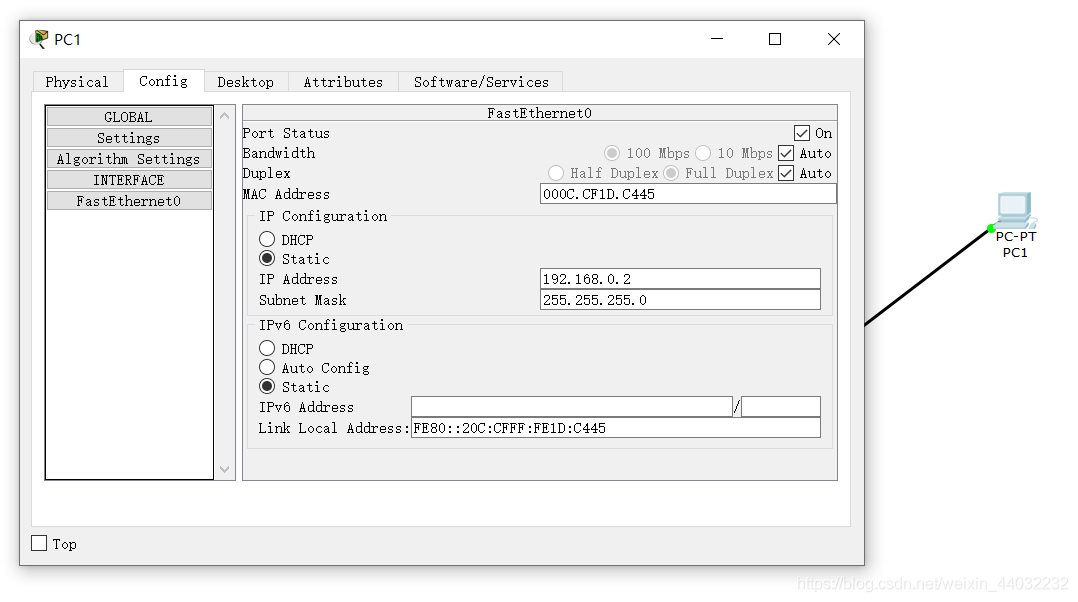 PC1
Physical Config Desktop Attributes Software/Services
GLOBAL
Settings
Algorithm Settings
INTERFACE
FastEthernet0
FastEthernet0
Port Status On
Bandwidth 100 Mbps 10 Mbps Auto
Duplex Half Duplex Full Duplex Auto
MAC Address 000C.CF1D.C445
IP Configuration
DHCP
Static
IP Address 192.168.0.2
Subnet Mask 255.255.255.0
IPv6 Configuration
DHCP
Auto Config
Static
IPv6 Address /
Link Local Address: FE80::20C:CFFF:FE1D:C445
Top
PC-PT
PC1
https://blog.csdn.net/weixin_44032232